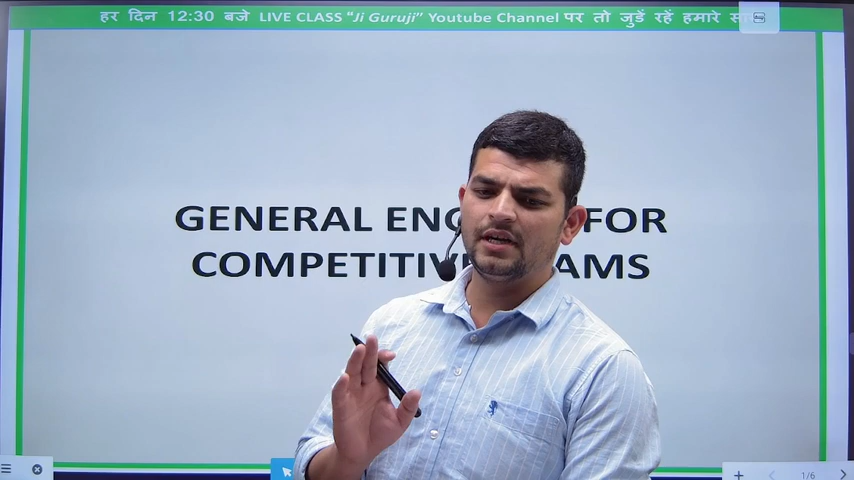 हर दिन 12:30 बजे LIVE CLASS "Ji Guruji" Youtube Channel पर तो जुडें रहें हमारे
GENERAL FOR
COMPETITIV AMS
1/6